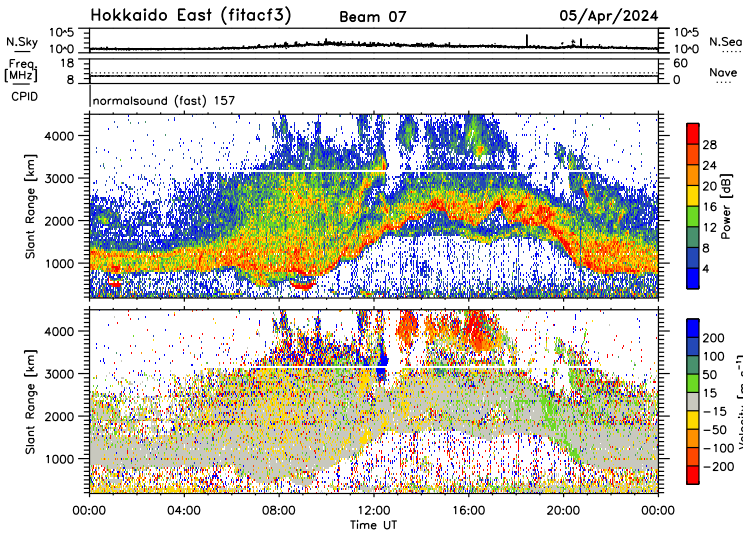 Hokkaido East (fitacf3) Beam 07 05/Apr/2024
N.Sky 10^5 10^0 10^5 10^0 N.Sea
Freq. [MHz] 18 8 60 0 Nave
CPID normalsound (fast) 157
Slant Range [km] 4000 3000 2000 1000
Power [dB] 28 24 20 16 12 8 4
Slant Range [km] 4000 3000 2000 1000
200 100 50 15 -15 -50 -100 -200
00:00 04:00 08:00 12:00 16:00 20:00 00:00
Time UT